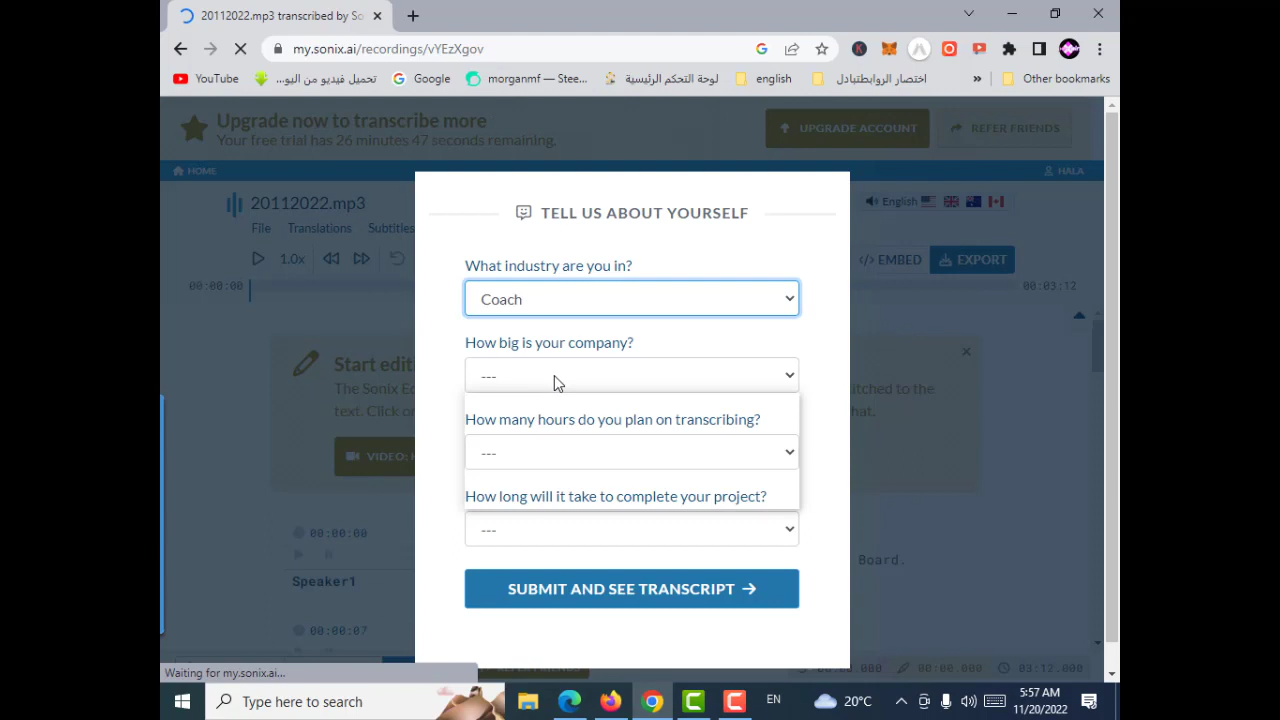 20112022.mp3 transcribed by So
my.sonix.ai/recordings/vYEzXgov
YouTube
تحميل فيديو من اليو...
Google
morganmf — Stee...
لوحة التحكم الرئيسية
english
اختصار الروابطتبادل
»
Other bookmarks
Upgrade now to transcribe more
Your free trial has 26 minutes 47 seconds remaining.
UPGRADE ACCOUNT
REFER FRIENDS
HOME
HALA
20112022.mp3
English
File Translations Subtitles
1.0x
</> EMBED
EXPORT
00:00:00
00:03:12
TELL US ABOUT YOURSELF
What industry are you in?
Coach
How big is your company?
---
How many hours do you plan on transcribing?
---
How long will it take to complete your project?
---
SUBMIT AND SEE TRANSCRIPT →
Start edi
The Sonix E
itched to the
text. Click o
hat.
VIDEO:
00:00:00
Board.
Speaker1
00:00:07
Waiting for my.sonix.ai...
00:00.000
03:12.000
Type here to search
EN
20°C
5:57 AM
11/20/2022